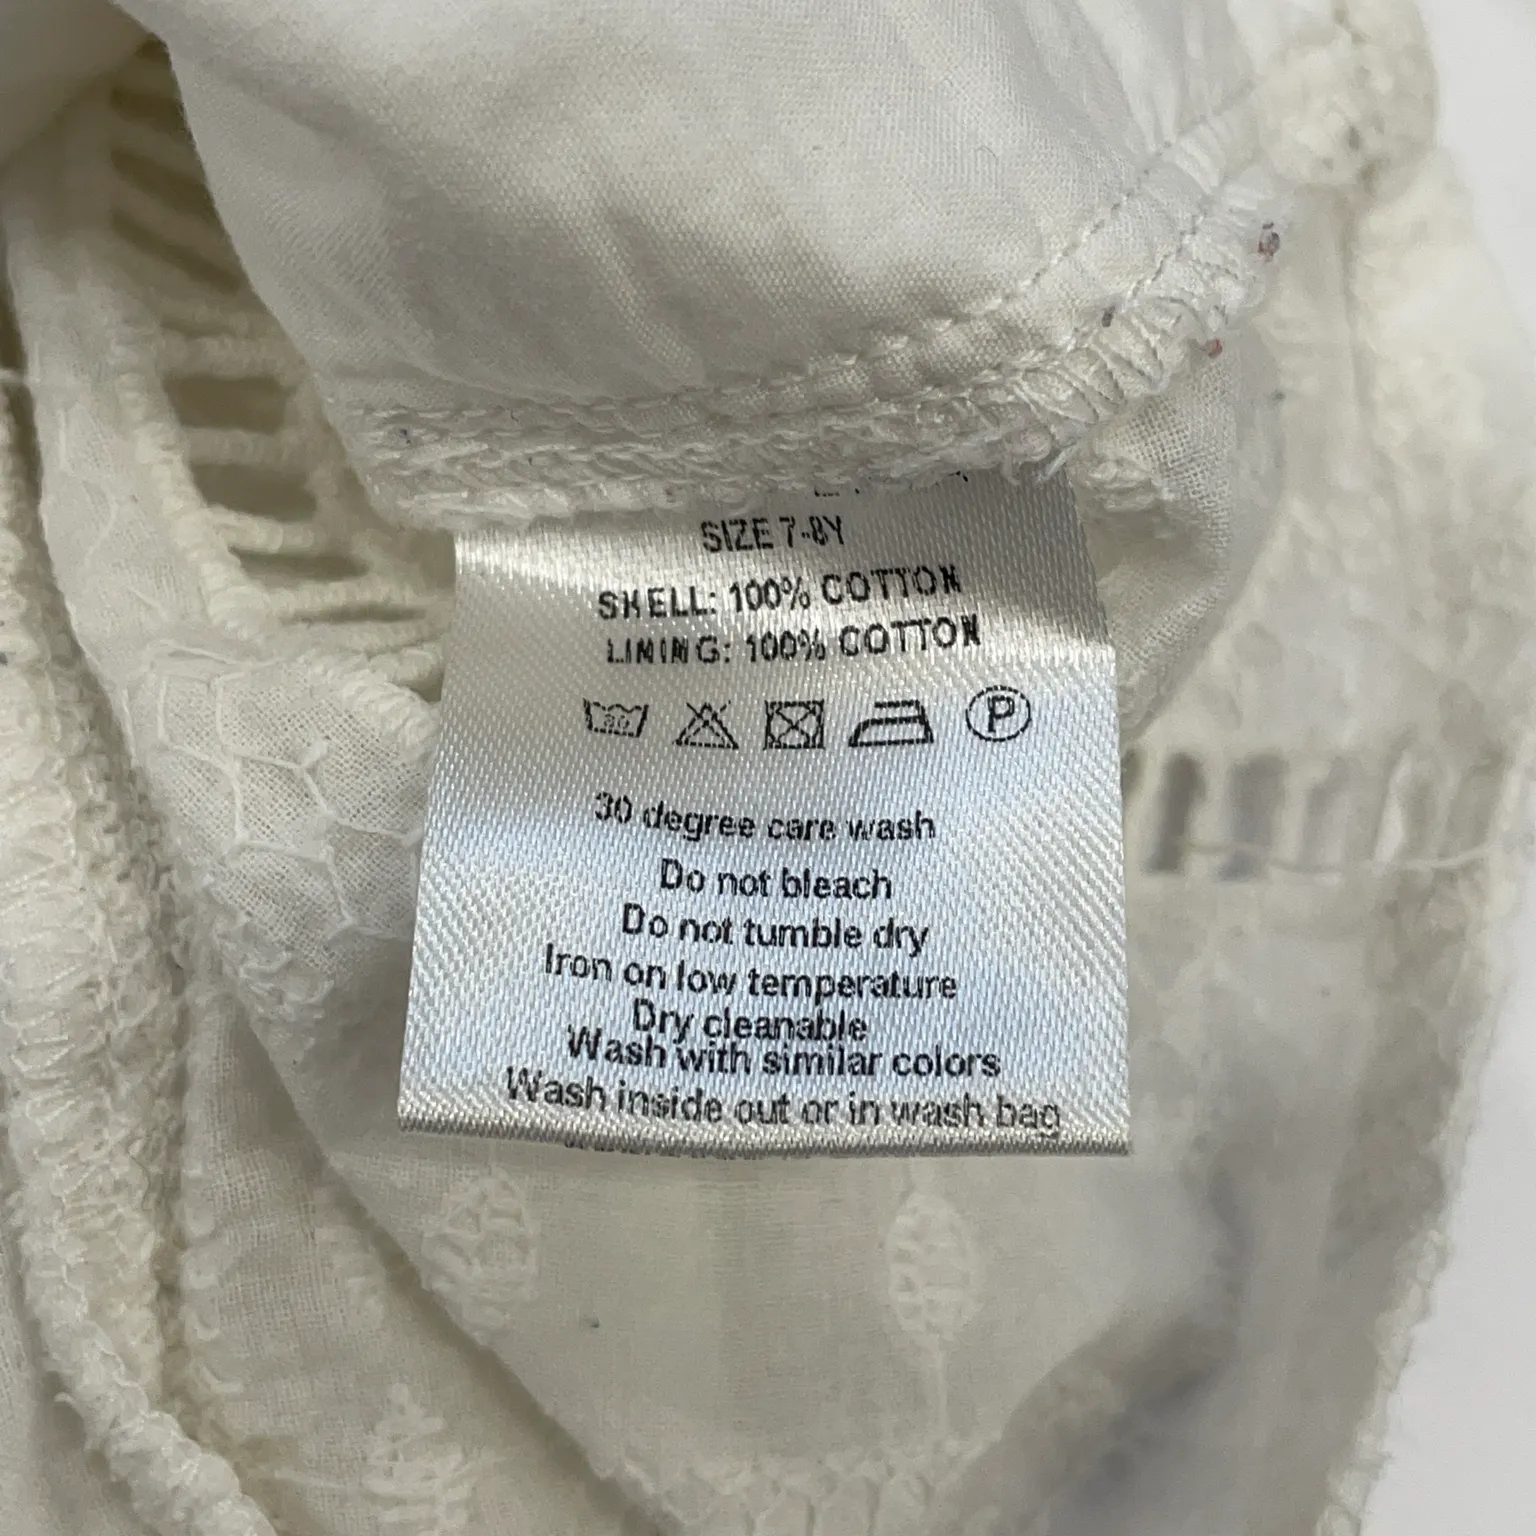 SIZE 7-8Y
SHELL: 100% COTTON
LINING: 100% COTTON
30 P
30 degree care wash
Do not bleach
Do not tumble dry
Iron on low temperature
Dry cleanable
Wash with similar colors
Wash inside out or in wash bag